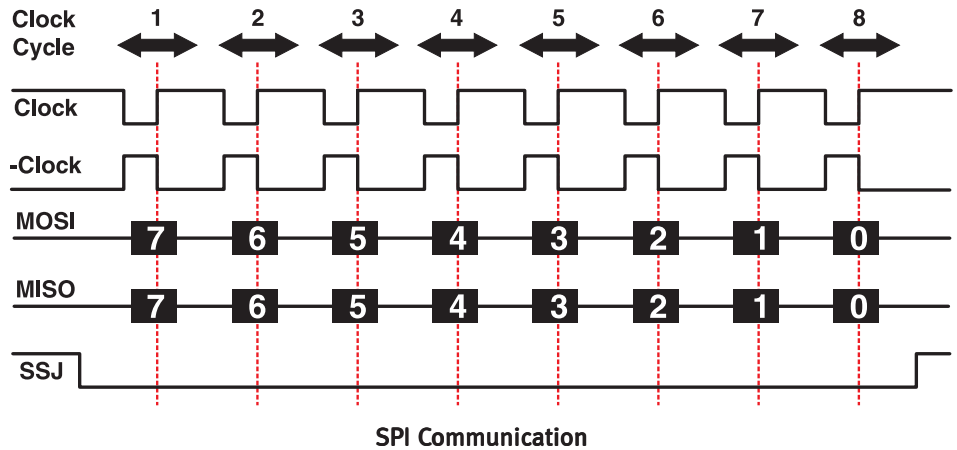 Clock Cycle 1 2 3 4 5 6 7 8
Clock
-Clock
MOSI 7 6 5 4 3 2 1 0
MISO 7 6 5 4 3 2 1 0
SSJ
SPI Communication